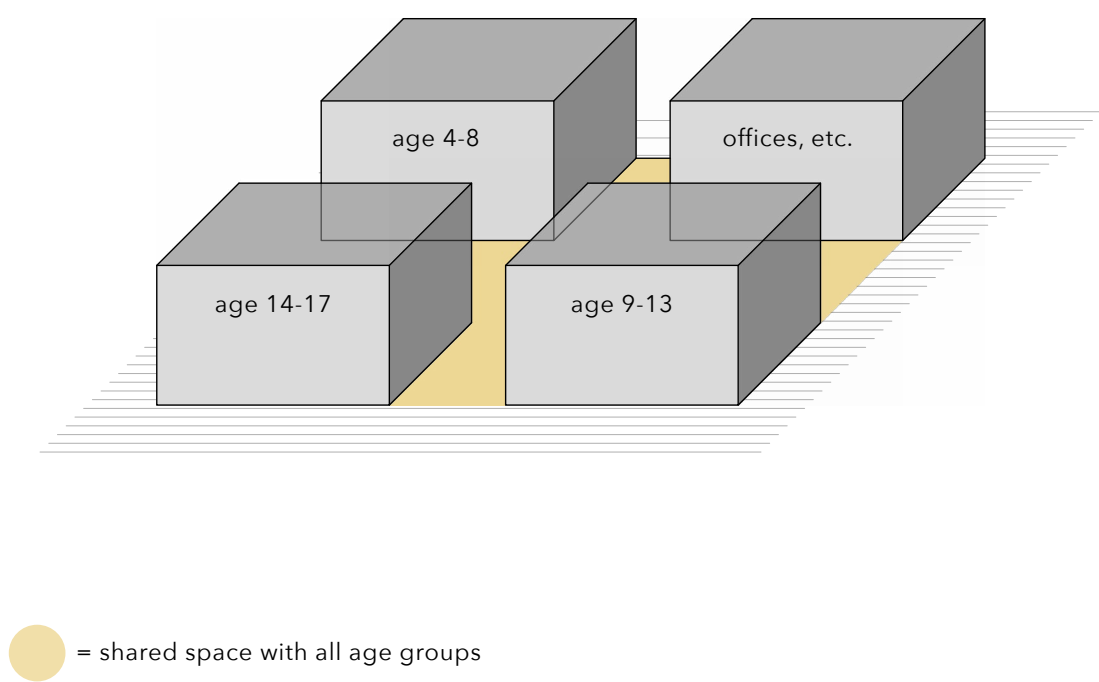 age 4-8
offices, etc.
age 14-17
age 9-13
= shared space with all age groups